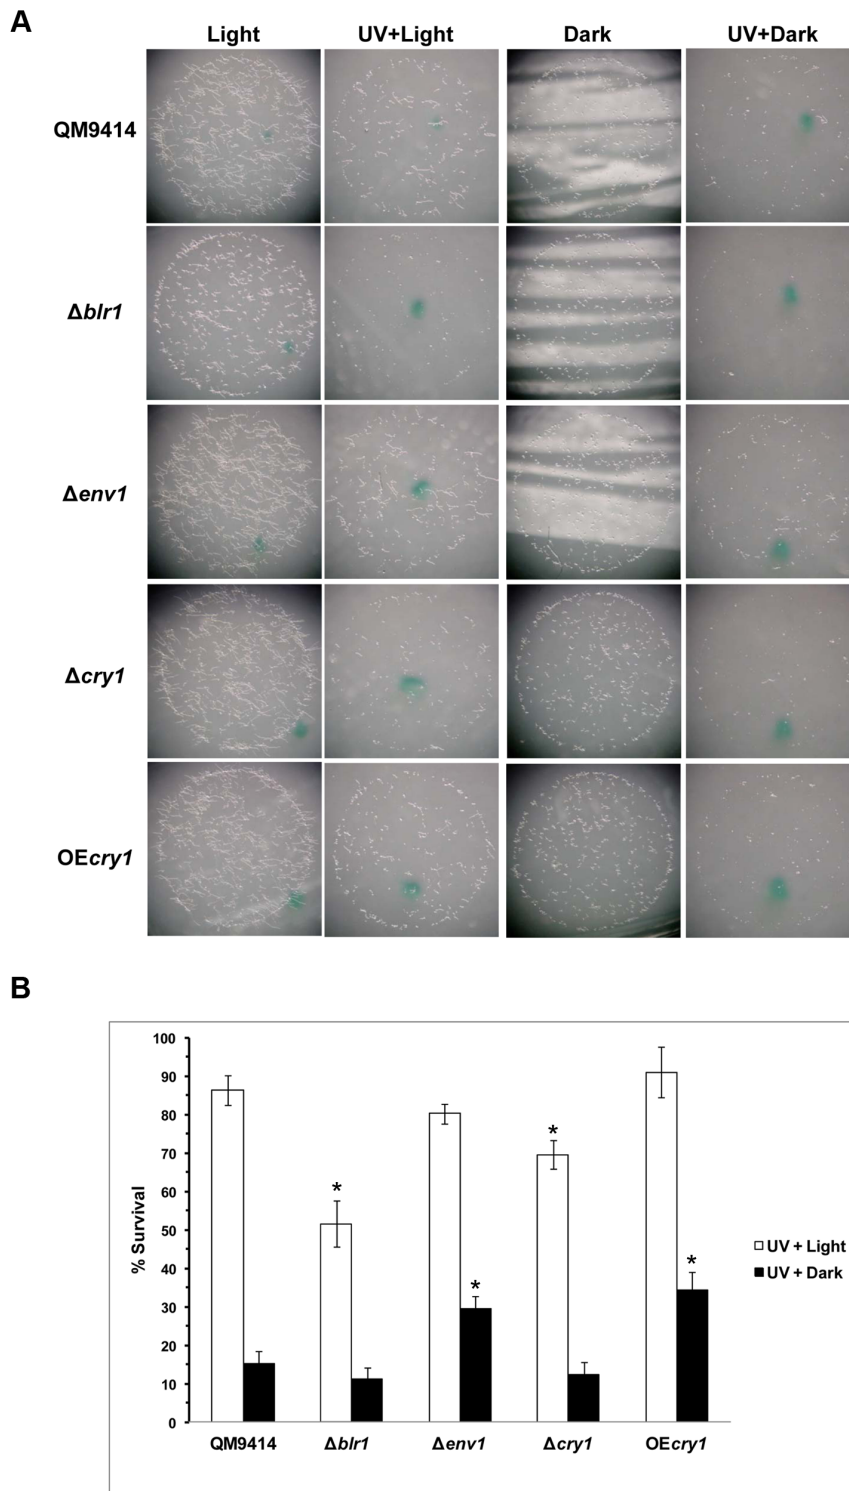 A
Light UV+Light Dark UV+Dark
QM9414
Δblr1
Δenv1
Δcry1
OEcry1
B
100
90
80
70
60
50
40
30
20
10
0
% Survival
*
*
*
*
UV + Light
UV + Dark
QM9414 Δblr1 Δenv1 Δcry1 OEcry1